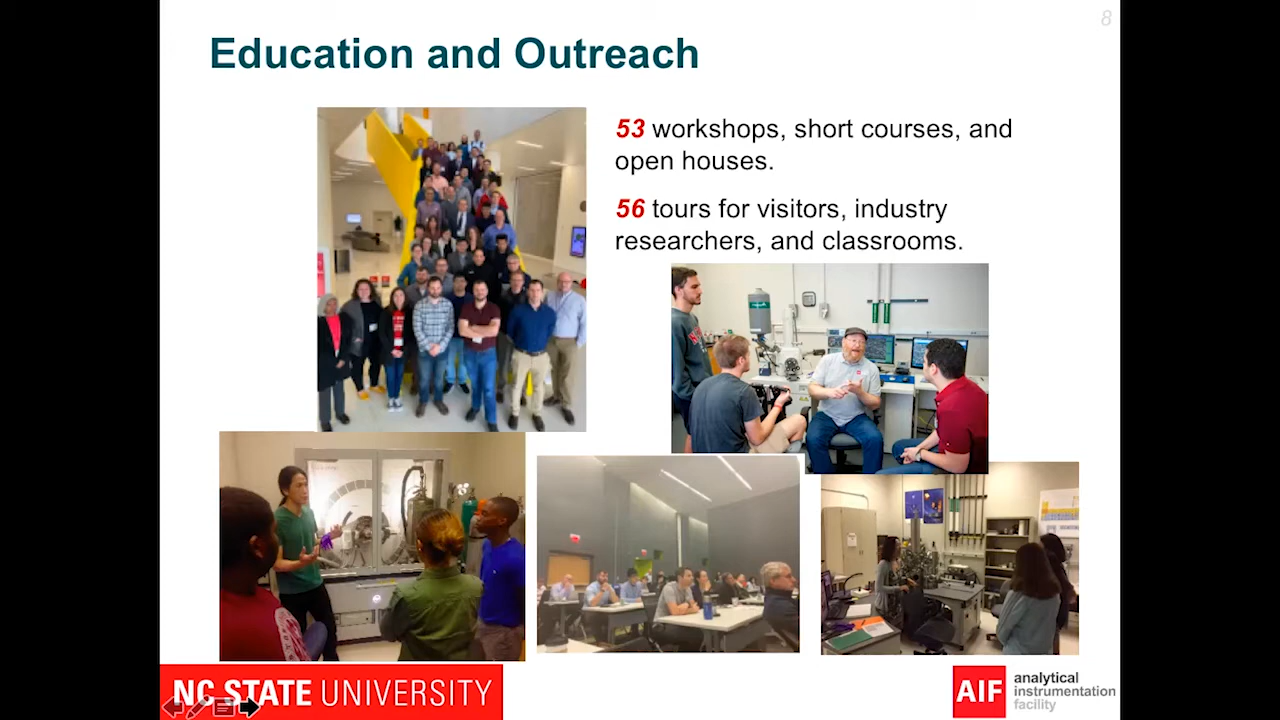 8
Education and Outreach
53 workshops, short courses, and
open houses.
56 tours for visitors, industry
researchers, and classrooms.
NC STATE UNIVERSITY
AIF
analytical
instrumentation
facility